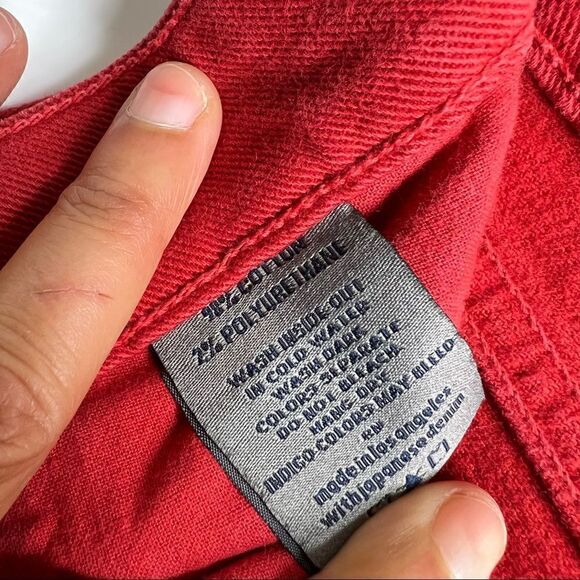 98% COTTON
2% POLYURETHANE
WASH INSIDE OUT
IN COLD WATER
WASH DARK
COLORS SEPARATE
DO NOT BLEACH
HANG DRY
INDIGO COLORS MAY BLEED
made in los angeles
with japanese denim